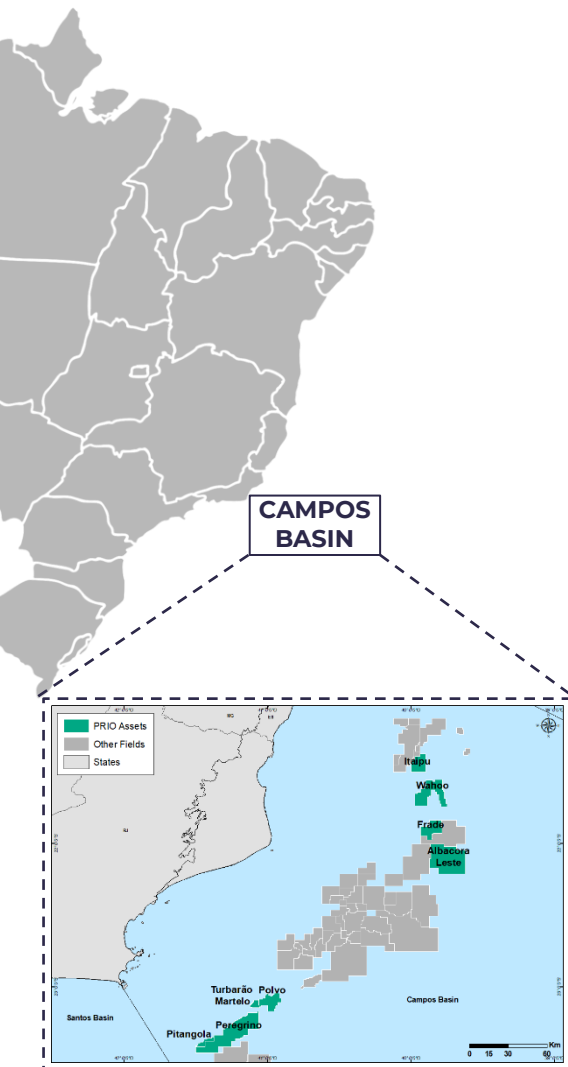 CAMPOS
BASIN
PRIO Assets
Other Fields
States
Itaipu
Wahoo
Frade
Albacora
Leste
Turbarão
Martelo
Polvo
Peregrino
Pitangola
Campos Basin
Santos Basin
Km
0 15 30 60